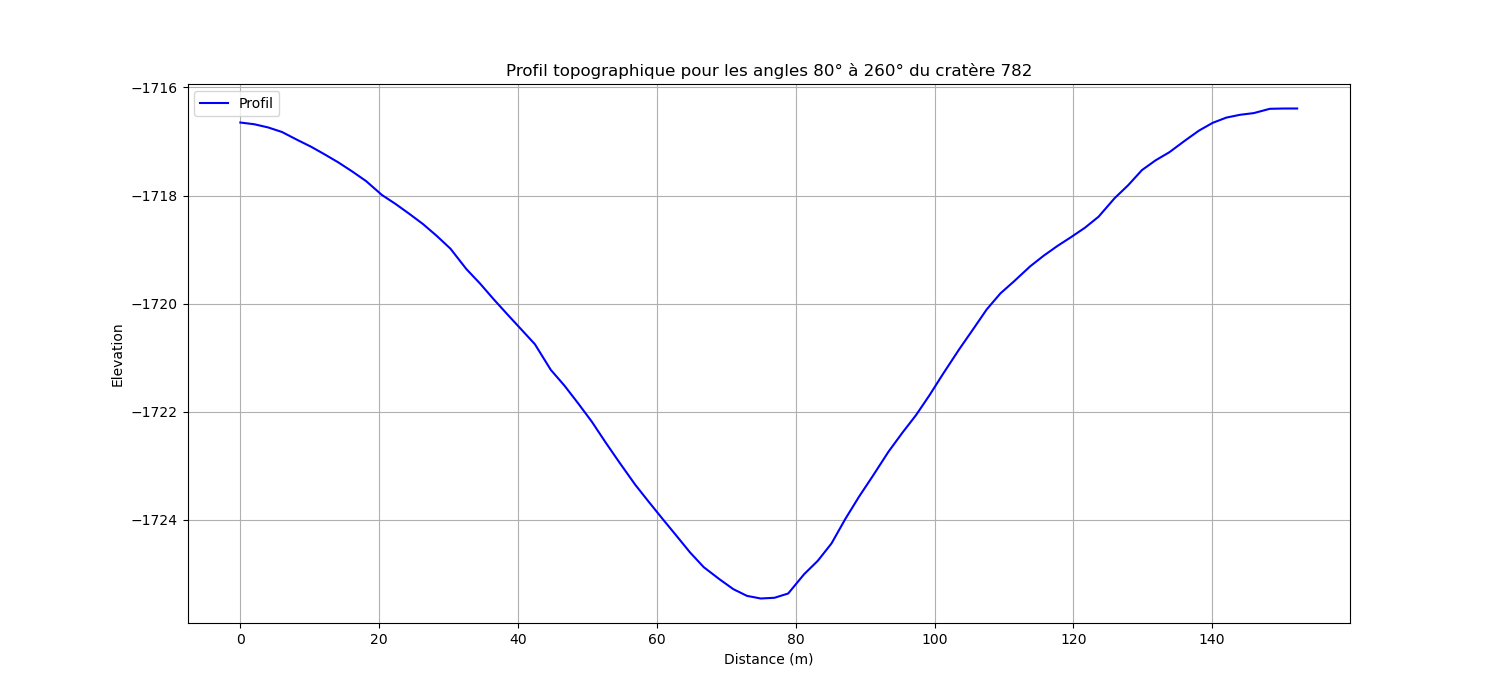 Profil topographique pour les angles 80° à 260° du cratère 782
Profil
Elevation
−1716
−1718
−1720
−1722
−1724
0 20 40 60 80 100 120 140
Distance (m)